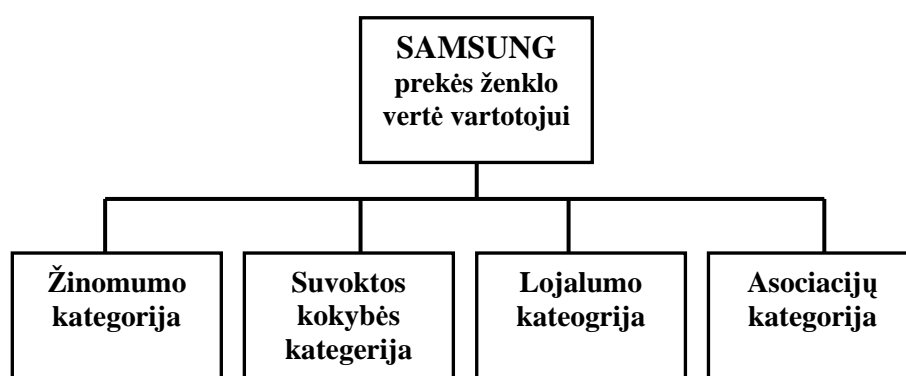 SAMSUNG
prekės ženklo
vertė vartotojui
Žinomumo
kategorija
Suvoktos
kokybės
kategerija
Lojalumo
kateogrija
Asociacijų
kategorija